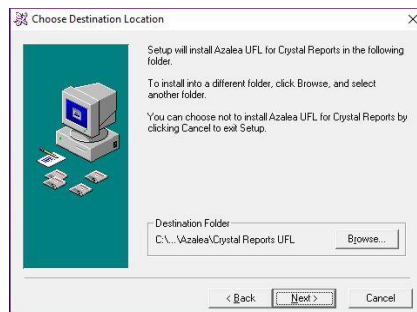 Choose Destination Location
Setup will install Azalea UFL for Crystal Reports in the following
folder.
To install into a different folder, click Browse, and select
another folder.
You can choose not to install Azalea UFL for Crystal Reports by
clicking Cancel to exit Setup.
Destination Folder
C:\...\Azalea\Crystal Reports UFL
Browse...
< Back
Next >
Cancel